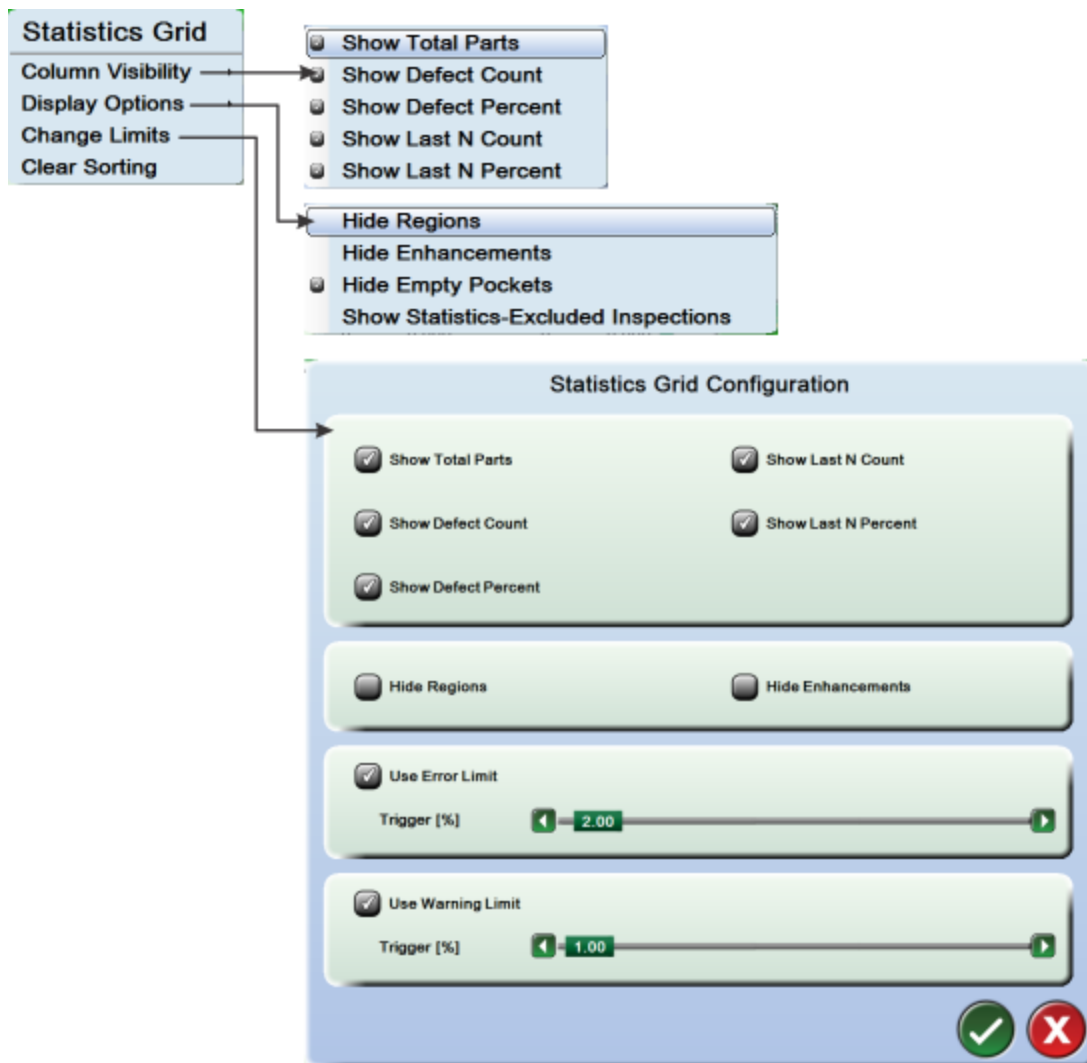 Statistics Grid
Column Visibility
Display Options
Change Limits
Clear Sorting
Show Total Parts
Show Defect Count
Show Defect Percent
Show Last N Count
Show Last N Percent
Hide Regions
Hide Enhancements
Hide Empty Pockets
Show Statistics-Excluded Inspections
Statistics Grid Configuration
Show Total Parts
Show Last N Count
Show Defect Count
Show Last N Percent
Show Defect Percent
Hide Regions
Hide Enhancements
Use Error Limit
Trigger [%]
2.00
Use Warning Limit
Trigger [%]
1.00